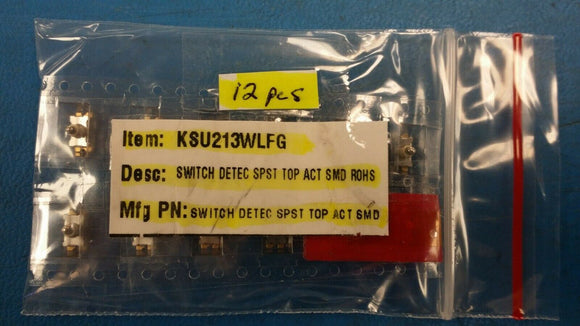 12 pcs
Item: KSU213WLFG
Desc: SWITCH DETEC SPST TOP ACT SMD ROHS
Mfg PN: SWITCH DETEC SPST TOP ACT SMD